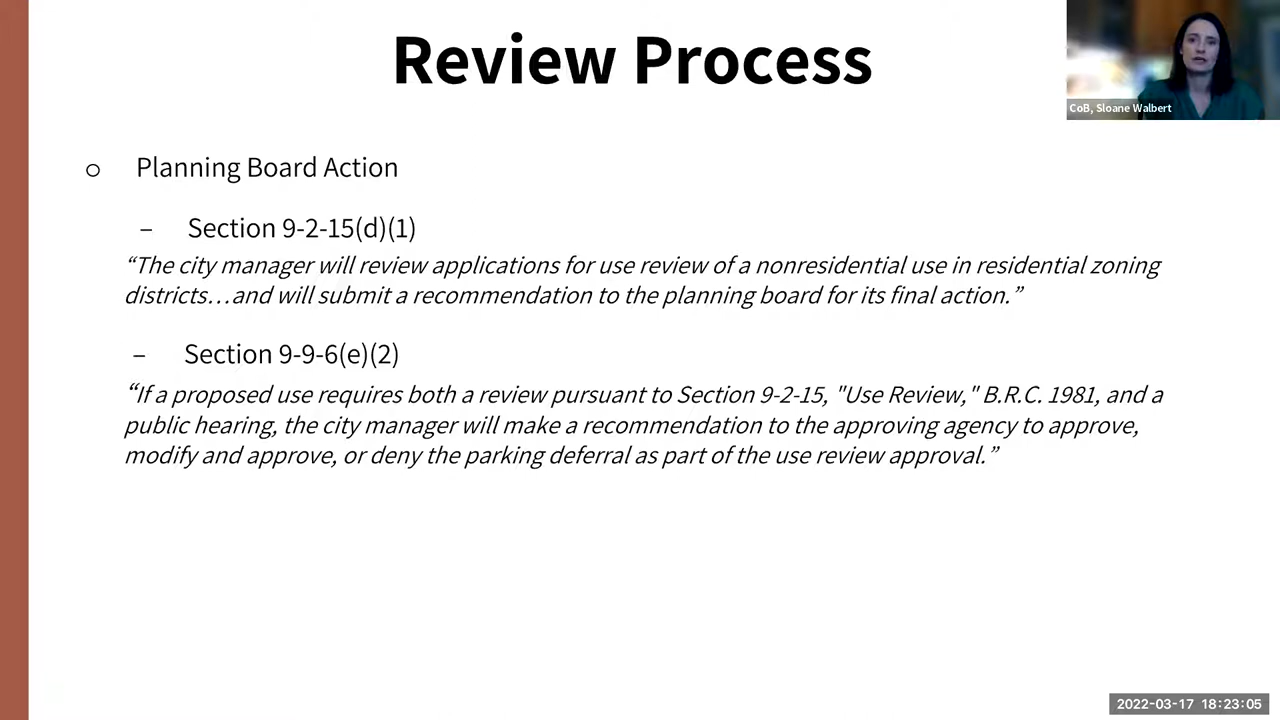 Review Process
CoB, Sloane Walbert
o Planning Board Action
– Section 9-2-15(d)(1)
“The city manager will review applications for use review of a nonresidential use in residential zoning
districts…and will submit a recommendation to the planning board for its final action.”
– Section 9-9-6(e)(2)
“If a proposed use requires both a review pursuant to Section 9-2-15, "Use Review," B.R.C. 1981, and a
public hearing, the city manager will make a recommendation to the approving agency to approve,
modify and approve, or deny the parking deferral as part of the use review approval.”
2022-03-17 18:23:05